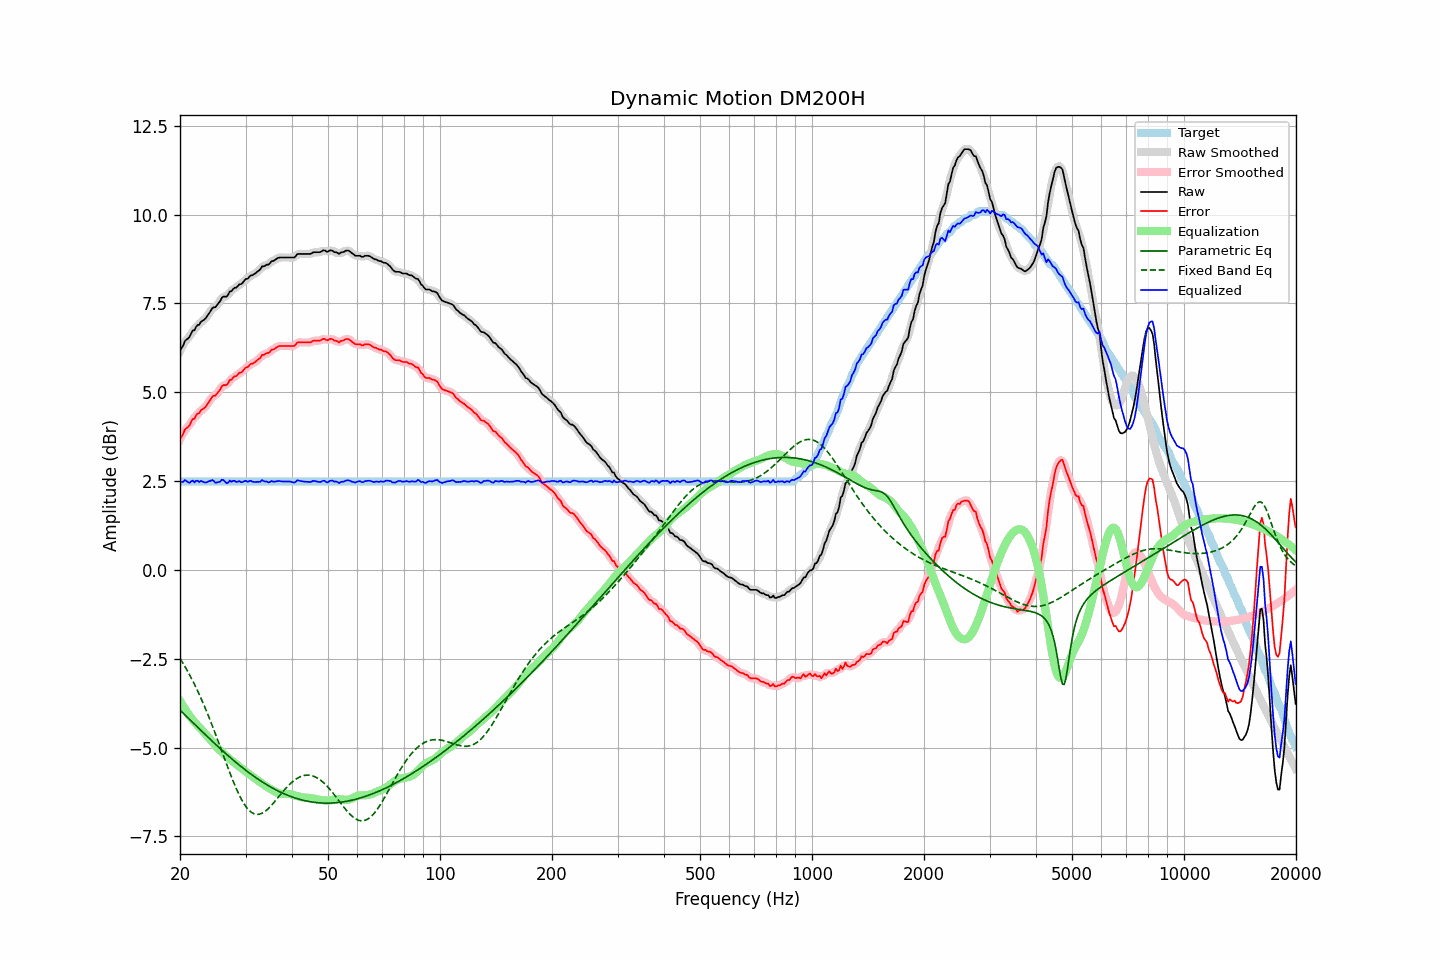 Dynamic Motion DM200H
Target
Raw Smoothed
Error Smoothed
Raw
Error
Equalization
Parametric Eq
Fixed Band Eq
Equalized
Amplitude (dBr)
12.5
10.0
7.5
5.0
2.5
0.0
−2.5
−5.0
−7.5
20 50 100 200 500 1000 2000 5000 10000 20000
Frequency (Hz)